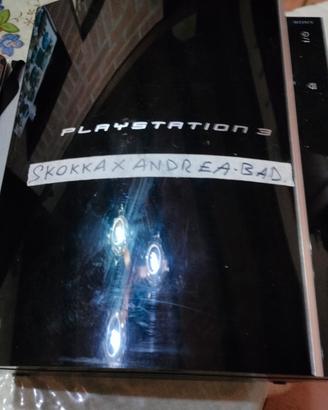 SONY
PLAYSTATION 3
SKOKKA X ANDREA-BAD.